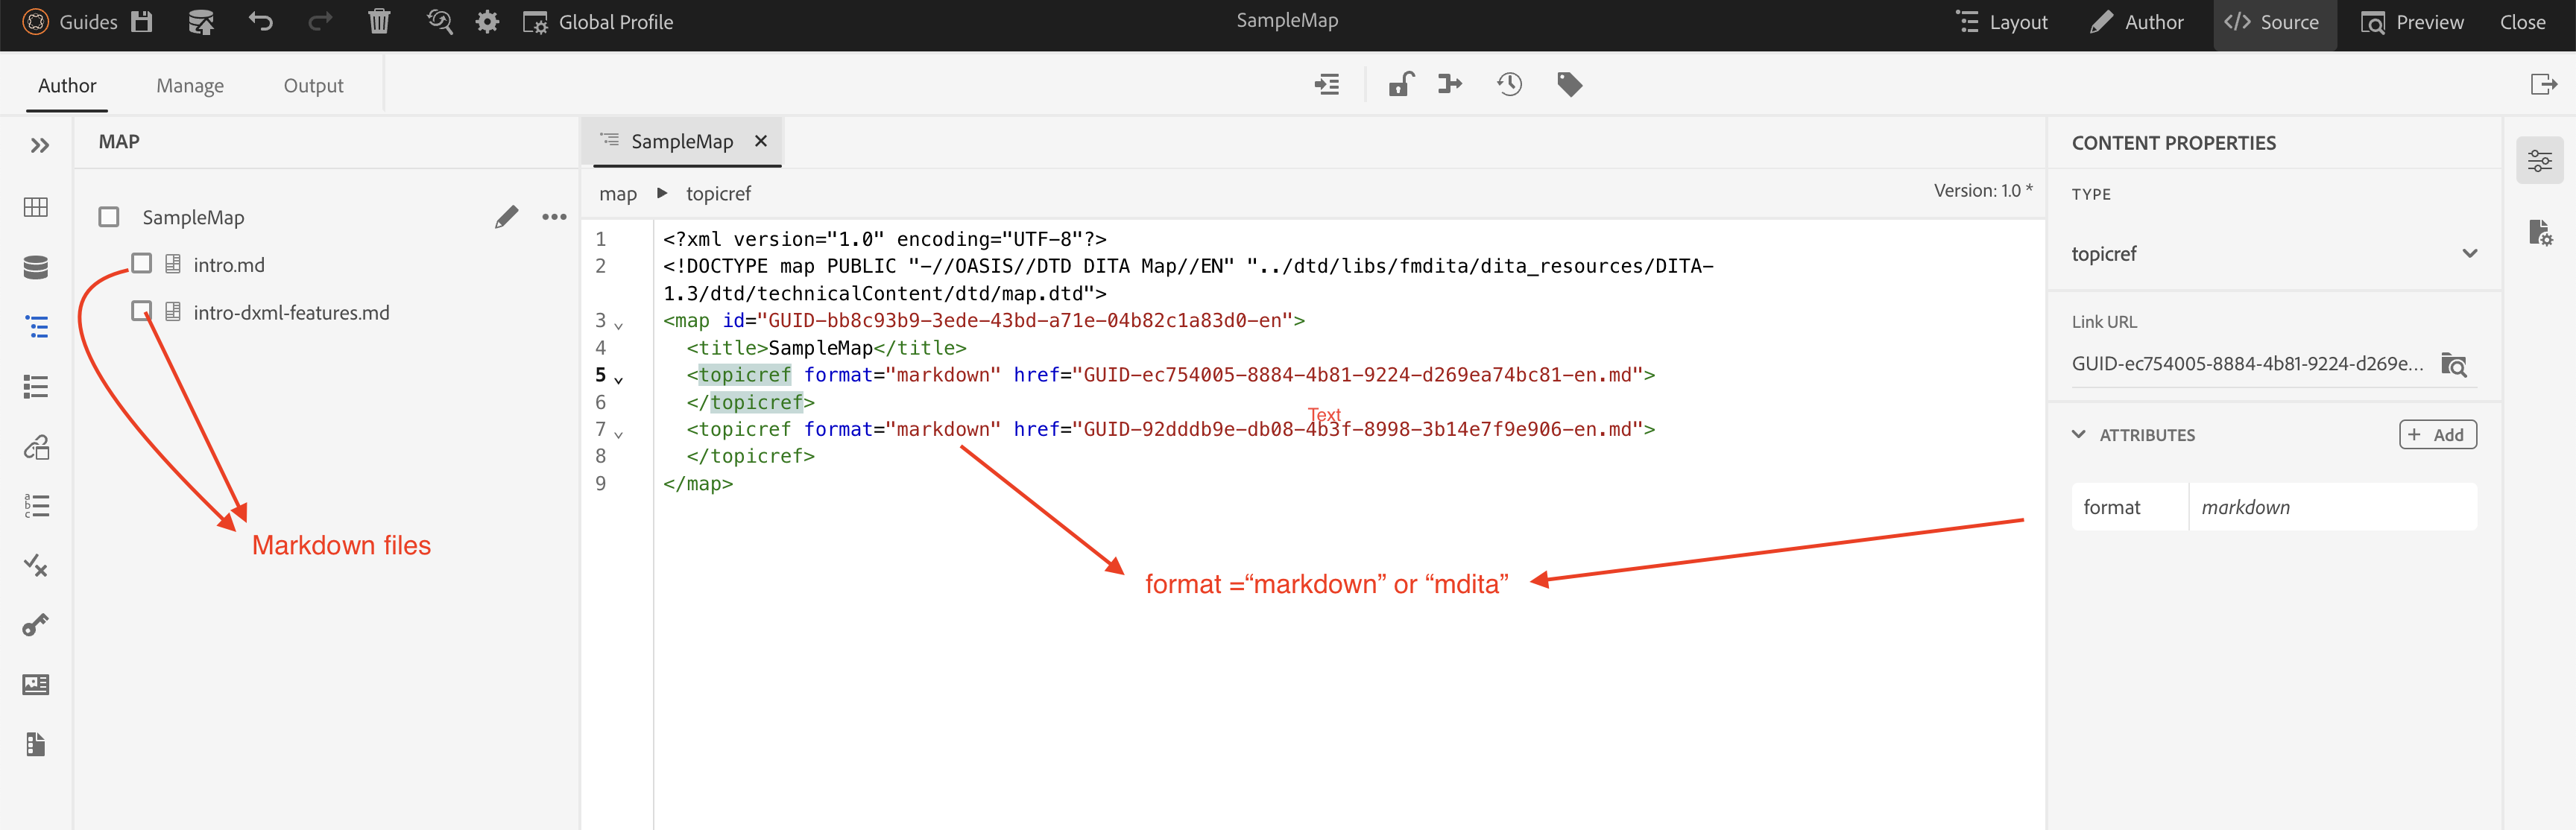 Guides Global Profile SampleMap Layout Author </> Source Preview Close
Author Manage Output
MAP
SampleMap
intro.md
intro-dxml-features.md
Markdown files
SampleMap ×
map ▶ topicref Version: 1.0 *
1 <?xml version="1.0" encoding="UTF-8"?>
2 <!DOCTYPE map PUBLIC "-//OASIS//DTD DITA Map//EN" "../dtd/libs/fmdita/dita_resources/DITA-
1.3/dtd/technicalContent/dtd/map.dtd">
3 <map id="GUID-bb8c93b9-3ede-43bd-a71e-04b82c1a83d0-en">
4 <title>SampleMap</title>
5 <topicref format="markdown" href="GUID-ec754005-8884-4b81-9224-d269ea74bc81-en.md">
6 </topicref>
Text
7 <topicref format="markdown" href="GUID-92dddb9e-db08-4b3f-8998-3b14e7f9e906-en.md">
8 </topicref>
9 </map>
format =“markdown” or “mdita”
CONTENT PROPERTIES
TYPE
topicref
Link URL
GUID-ec754005-8884-4b81-9224-d269e...
ATTRIBUTES + Add
format markdown